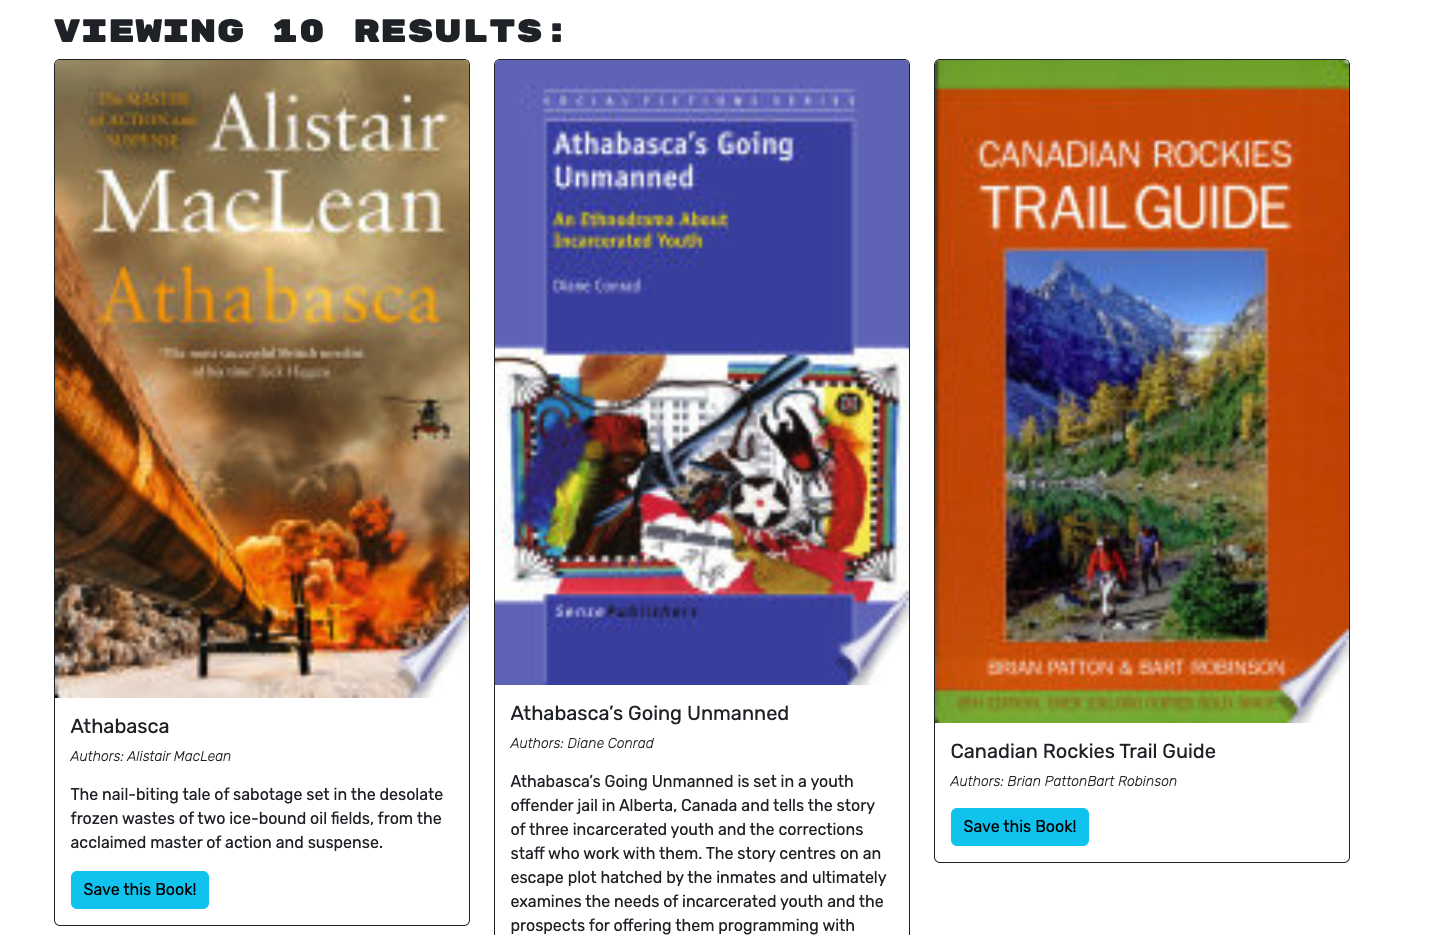 VIEWING 10 RESULTS:
The MASTER
of ACTION and
SUSPENSE
Alistair
MacLean
Athabasca
"The most successful British novelist
of his time" Jack Higgins
Athabasca
Authors: Alistair MacLean
The nail-biting tale of sabotage set in the desolate
frozen wastes of two ice-bound oil fields, from the
acclaimed master of action and suspense.
Save this Book!
SOCIAL FICTIONS SERIES
Athabasca's Going
Unmanned
An Ethnodrama About
Incarcerated Youth
Diane Conrad
SensePublishers
Athabasca's Going Unmanned
Authors: Diane Conrad
Athabasca's Going Unmanned is set in a youth
offender jail in Alberta, Canada and tells the story
of three incarcerated youth and the corrections
staff who work with them. The story centres on an
escape plot hatched by the inmates and ultimately
examines the needs of incarcerated youth and the
prospects for offering them programming with
CANADIAN ROCKIES
TRAIL GUIDE
BRIAN PATTON & BART ROBINSON
Canadian Rockies Trail Guide
Authors: Brian PattonBart Robinson
Save this Book!